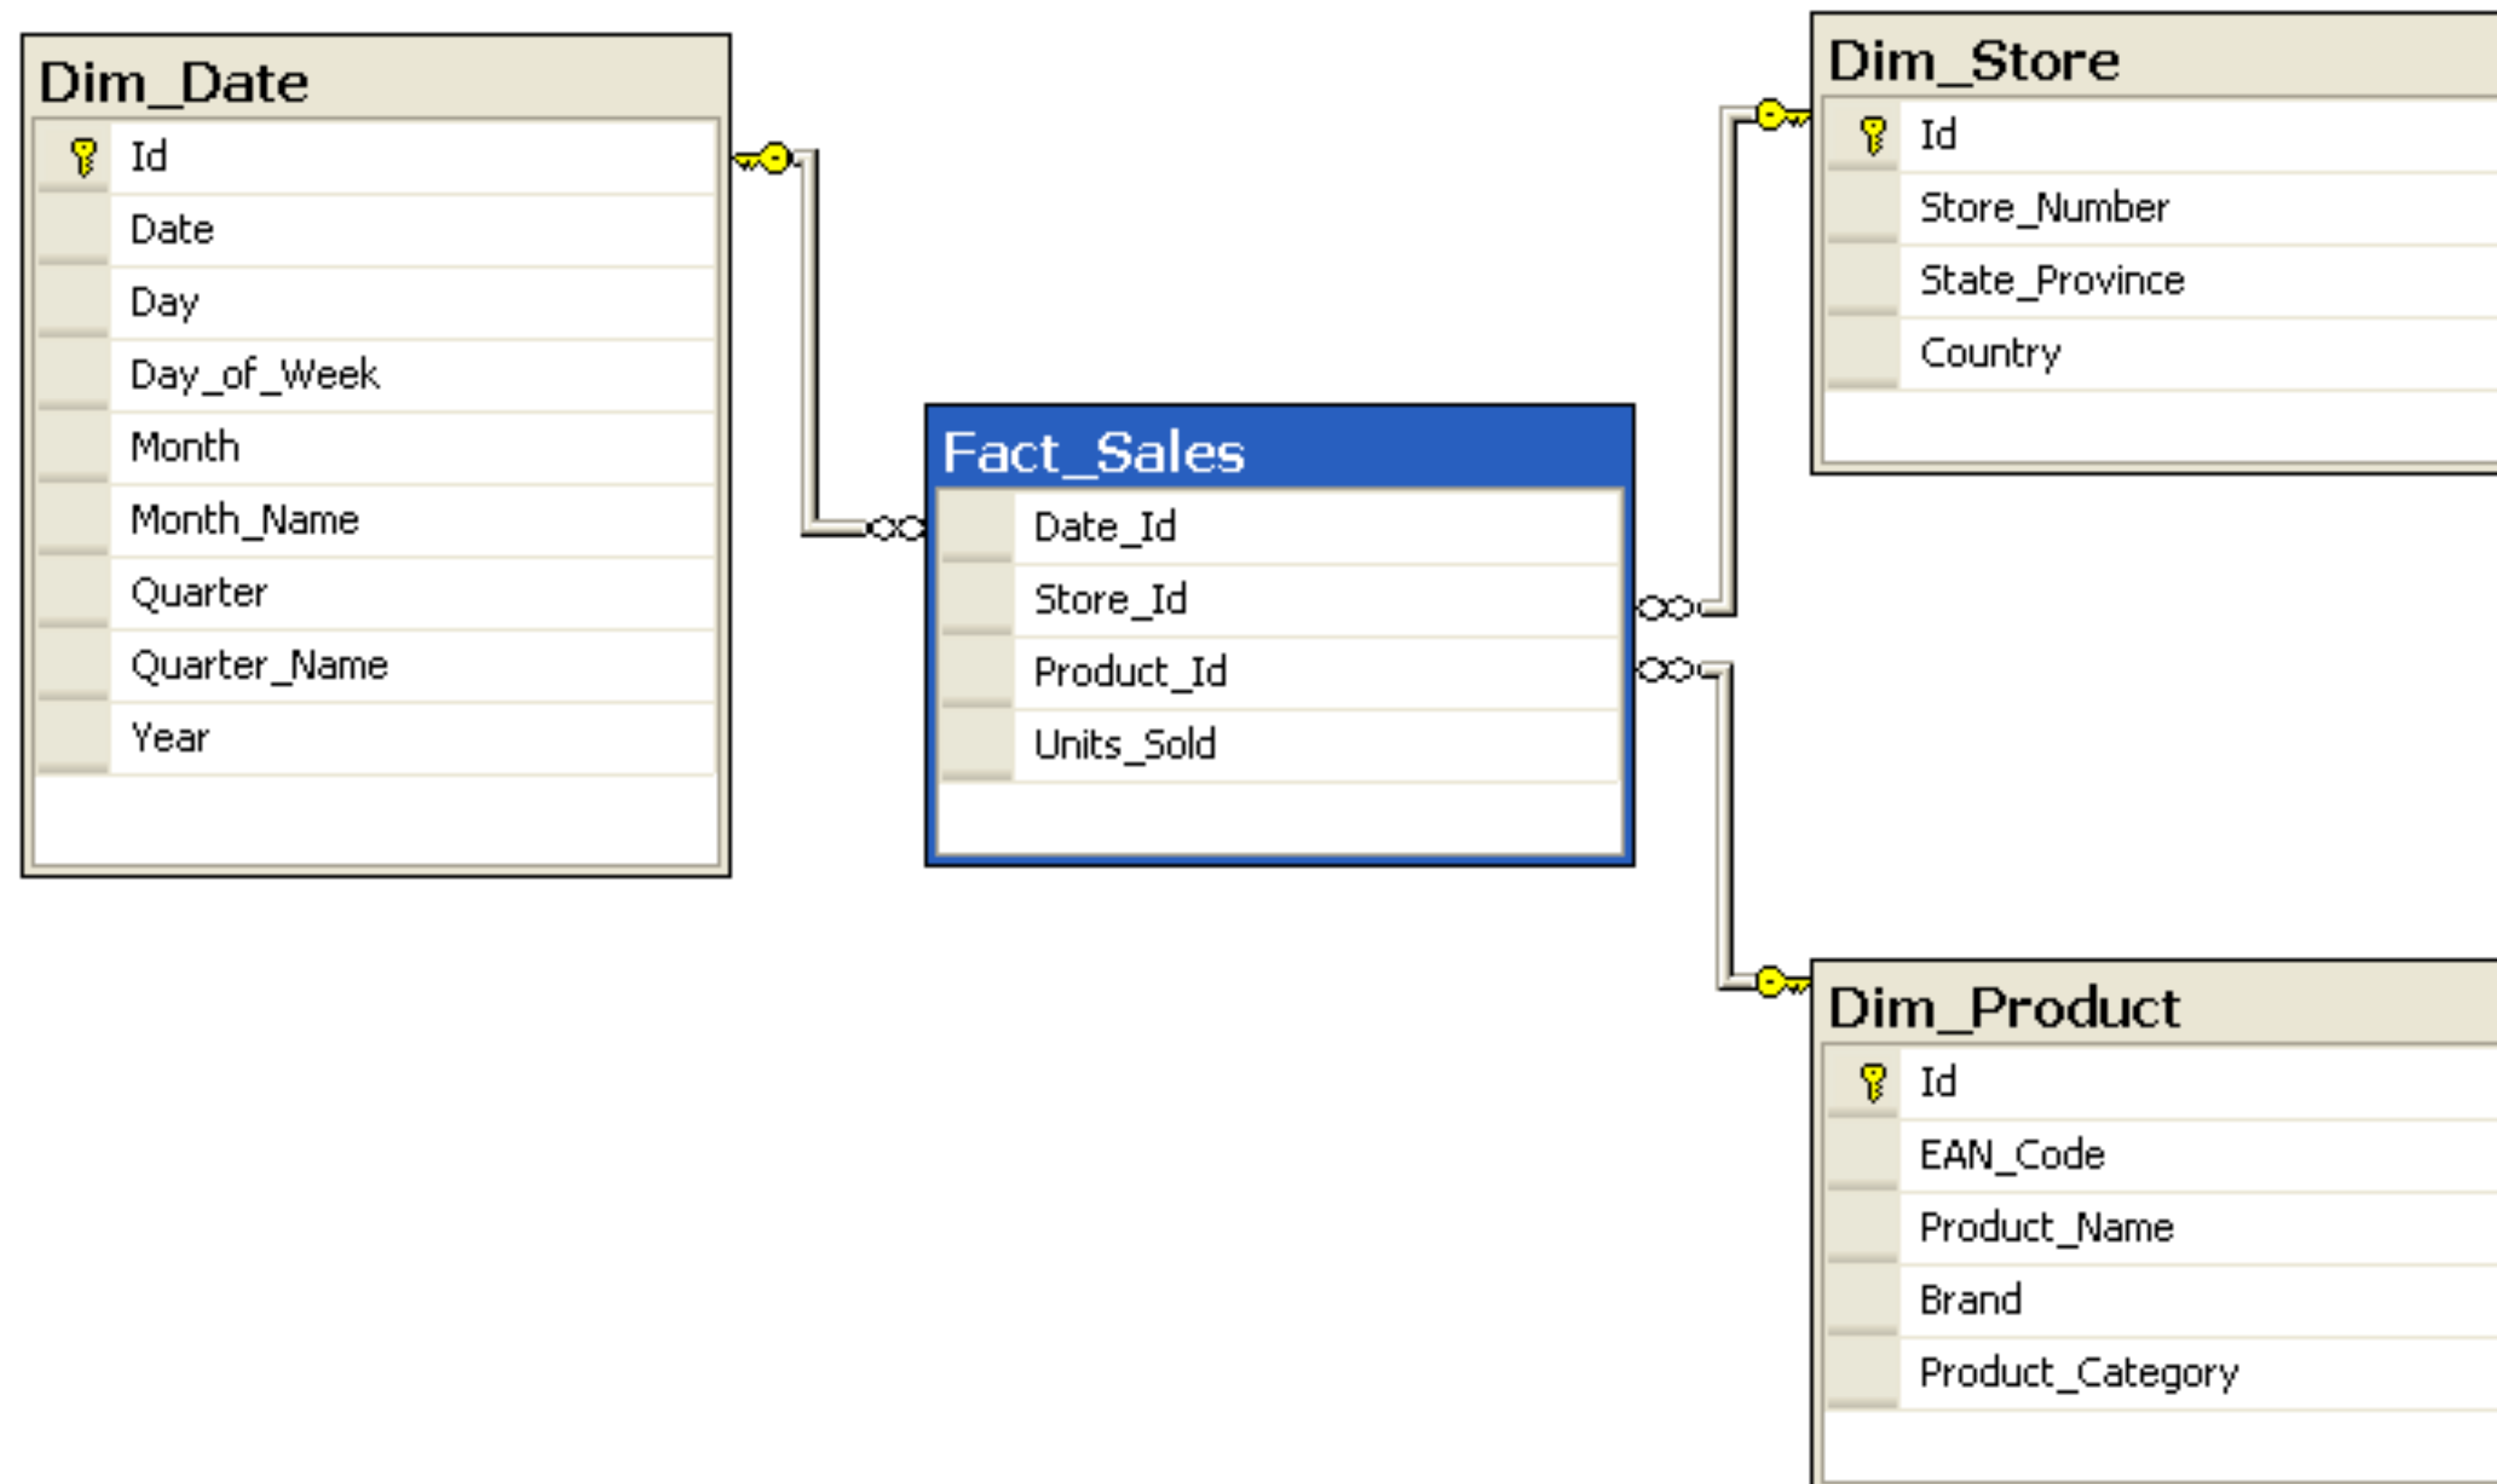 Dim_Date
Id
Date
Day
Day_of_Week
Month
Month_Name
Quarter
Quarter_Name
Year
Fact_Sales
Date_Id
Store_Id
Product_Id
Units_Sold
Dim_Store
Id
Store_Number
State_Province
Country
Dim_Product
Id
EAN_Code
Product_Name
Brand
Product_Category